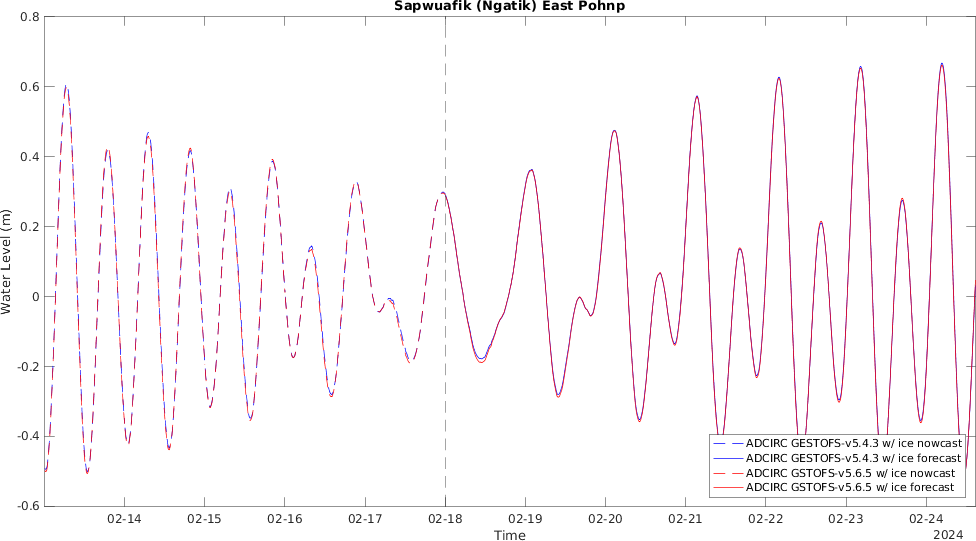 Sapwuafik (Ngatik) East Pohnp
Water Level (m)
0.8
0.6
0.4
0.2
0
-0.2
-0.4
-0.6
02-14 02-15 02-16 02-17 02-18 02-19 02-20 02-21 02-22 02-23 02-24
Time
2024
ADCIRC GESTOFS-v5.4.3 w/ ice nowcast
ADCIRC GESTOFS-v5.4.3 w/ ice forecast
ADCIRC GSTOFS-v5.6.5 w/ ice nowcast
ADCIRC GSTOFS-v5.6.5 w/ ice forecast